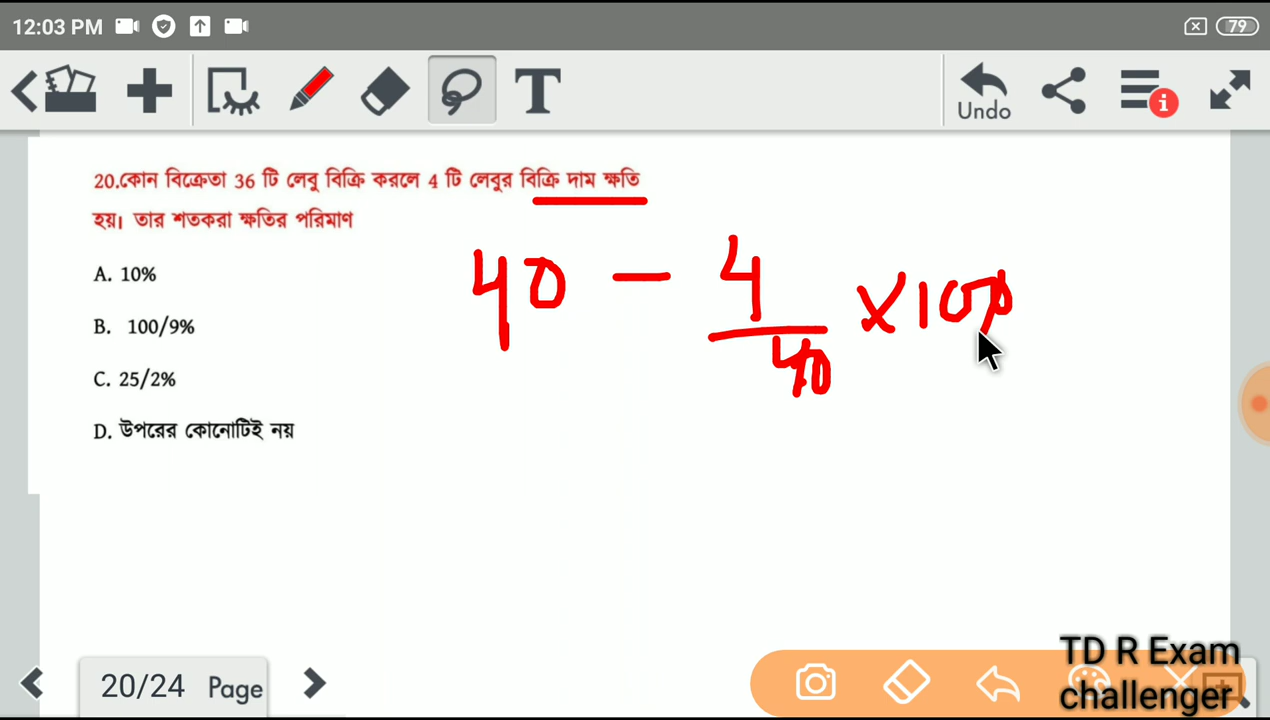 12:03 PM
79
Undo
20.কোন বিক্রেতা 36 টি লেবু বিক্রি করলে 4 টি লেবুর বিক্রি দাম ক্ষতি
হয়। তার শতকরা ক্ষতির পরিমাণ
A. 10%
B. 100/9%
C. 25/2%
D. উপরের কোনোটিই নয়
40 — 4
40
×100
20/24 Page
TD R Exam
challenger